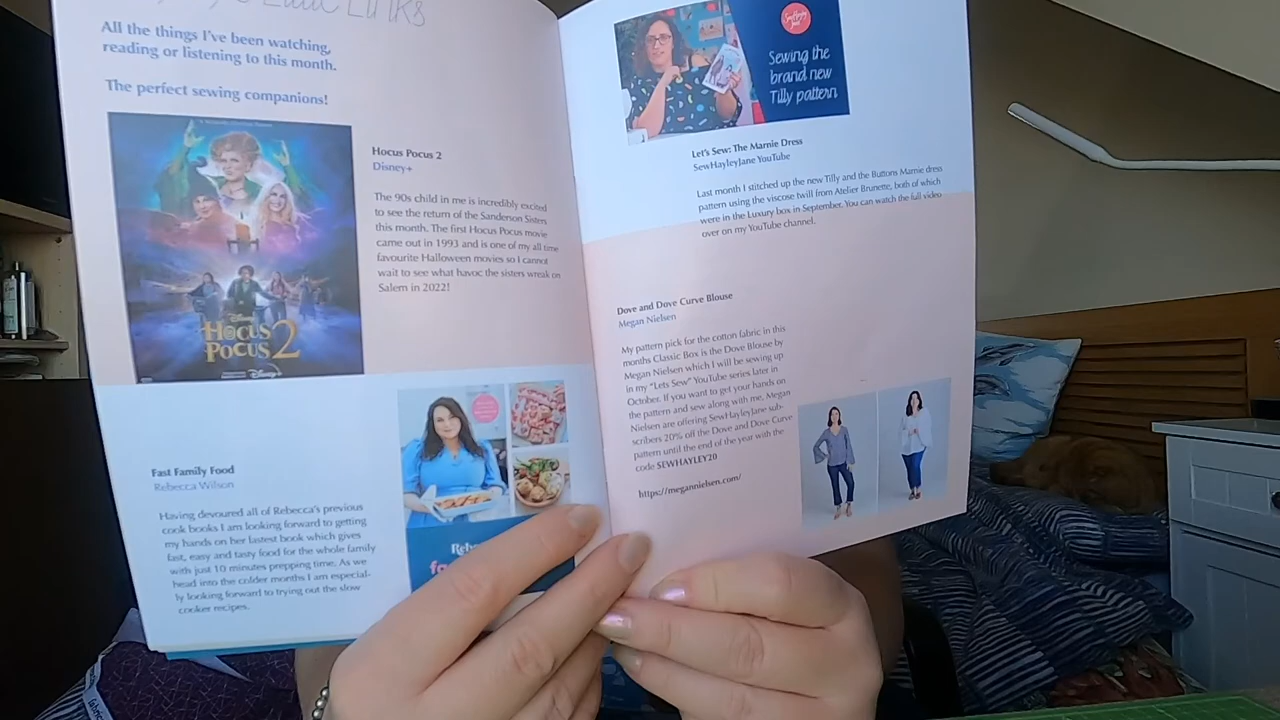 Little Links
All the things I've been watching,
reading or listening to this month.
The perfect sewing companions!
Hocus Pocus 2
Disney+
The 90s child in me is incredibly excited
to see the return of the Sanderson Sisters
this month. The first Hocus Pocus movie
came out in 1993 and is one of my all time
favourite Halloween movies so I cannot
wait to see what havoc the sisters wreak on
Salem in 2022!
Disney
HOCUS
POCUS 2
Disney+
Fast Family Food
Rebecca Wilson
Having devoured all of Rebecca's previous
cook books I am looking forward to getting
my hands on her lastest book which gives
fast, easy and tasty food for the whole family
with just 10 minutes prepping time. As we
head into the colder months I am especial-
ly looking forward to trying out the slow
cooker recipes.
Reb
fa
SewHayley
Jane
Sewing the
brand new
Tilly pattern
Let's Sew: The Marnie Dress
SewHayleyJane YouTube
Last month I stitched up the new Tilly and the Buttons Marnie dress
pattern using the viscose twill from Atelier Brunette, both of which
were in the Luxury box in September. You can watch the full video
over on my YouTube channel.
Dove and Dove Curve Blouse
Megan Nielsen
My pattern pick for the cotton fabric in this
months Classic Box is the Dove Blouse by
Megan Nielsen which I will be sewing up
in my "Lets Sew" YouTube series later in
October. If you want to get your hands on
the pattern and sew along with me, Megan
Nielsen are offering SewHayleyJane sub-
scribers 20% off the Dove and Dove Curve
pattern until the end of the year with the
code SEWHAYLEY20
https://megannielsen.com/